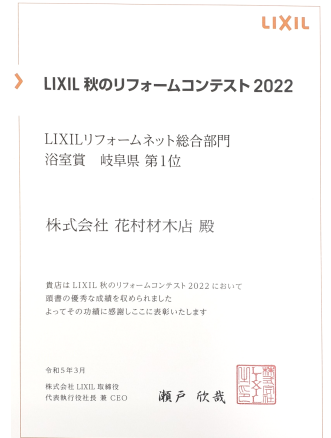 LIXIL
LIXIL 秋のリフォームコンテスト 2022
LIXILリフォームネット総合部門
浴室賞 岐阜県 第1位
株式会社 花村材木店 殿
貴店は LIXIL 秋のリフォームコンテスト 2022 において
頭書の優秀な成績を収められました
よってその功績に感謝しここに表彰いたします
令和5年3月
株式会社 LIXIL 取締役
代表執行役社長 兼 CEO
瀬戸 欣哉